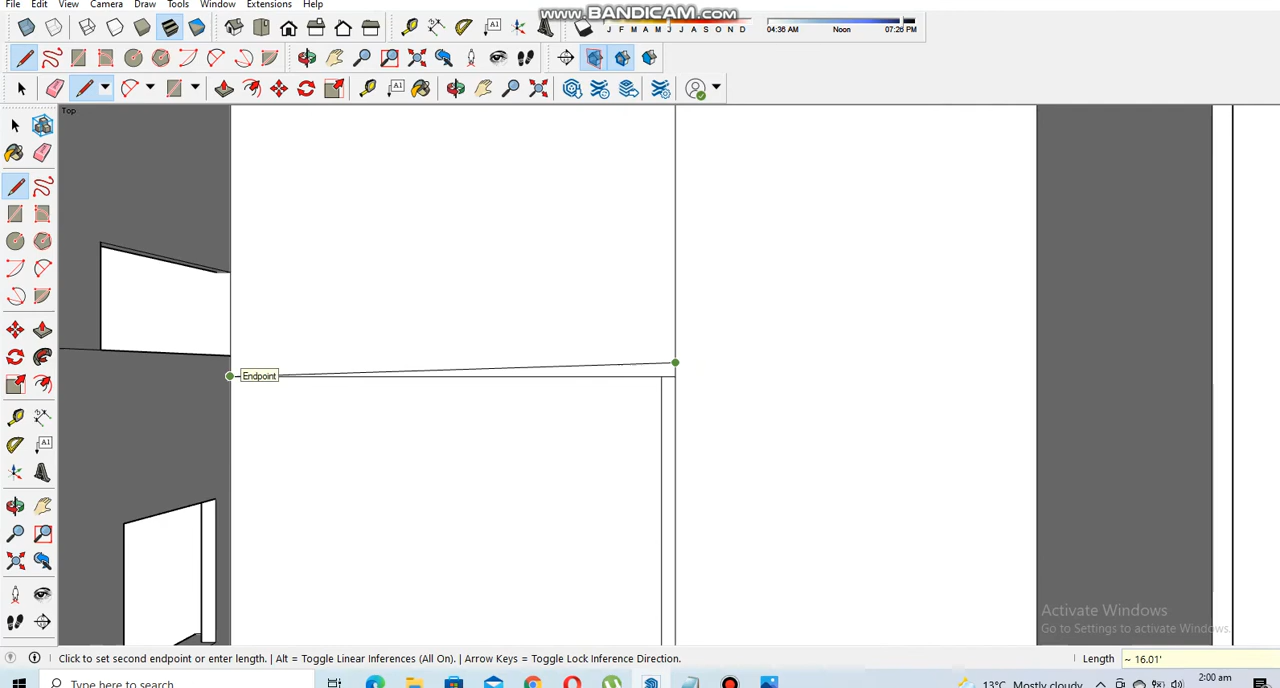 File Edit View Camera Draw Tools Window Extensions Help
www.BANDICAM.com
J F M A M J J A S O N D 04:36 AM Noon 07:26 PM
A1
A1
Top
Endpoint
A1
Activate Windows
Go to Settings to activate Windows.
Click to set second endpoint or enter length. | Alt = Toggle Linear Inferences (All On). | Arrow Keys = Toggle Lock Inference Direction. Length ~ 16.01'
Type here to search 13°C Mostly cloudy 2:00 am